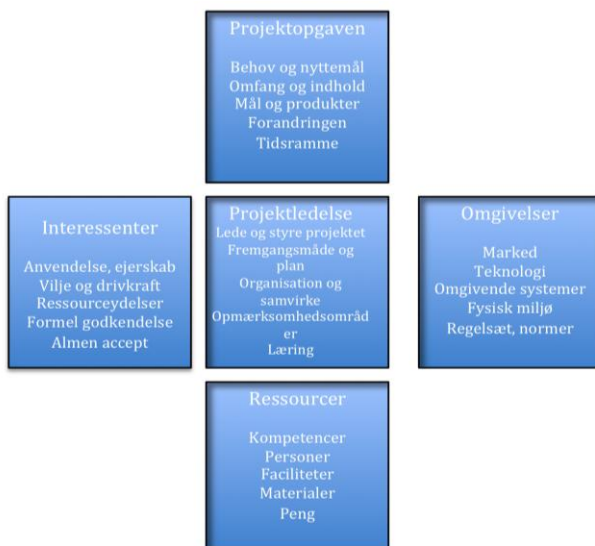 Projektopgaven
Behov og nyttemål
Omfang og indhold
Mål og produkter
Forandringen
Tidsramme
Interessenter
Anvendelse, ejerskab
Vilje og drivkraft
Ressourceydelser
Formel godkendelse
Almen accept
Projektledelse
Lede og styre projektet
Fremgangsmåde og
plan
Organisation og
samvirke
Opmærksomhedsområd
er
Læring
Omgivelser
Marked
Teknologi
Omgivende systemer
Fysisk miljø
Regelsæt, normer
Ressourcer
Kompetencer
Personer
Faciliteter
Materialer
Peng